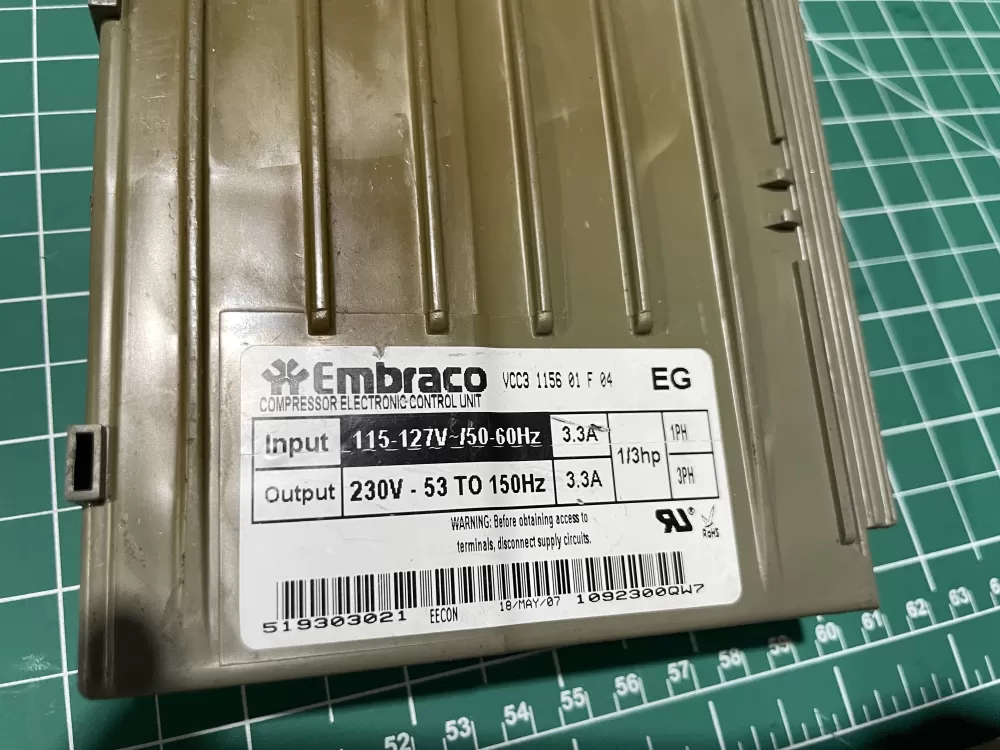 Embraco VCC3 1156 01 F 04 EG
COMPRESSOR ELECTRONIC CONTROL UNIT
Input 115-127V~/50-60Hz 3.3A 1/3hp 1PH
Output 230V - 53 TO 150Hz 3.3A 3PH
WARNING: Before obtaining access to
terminals, disconnect supply circuits.
RU® RoHS
519303021 EECON 18/MAY/07 1092300QW7
52 53 54 55 56 57 58 59 60 61 62 63